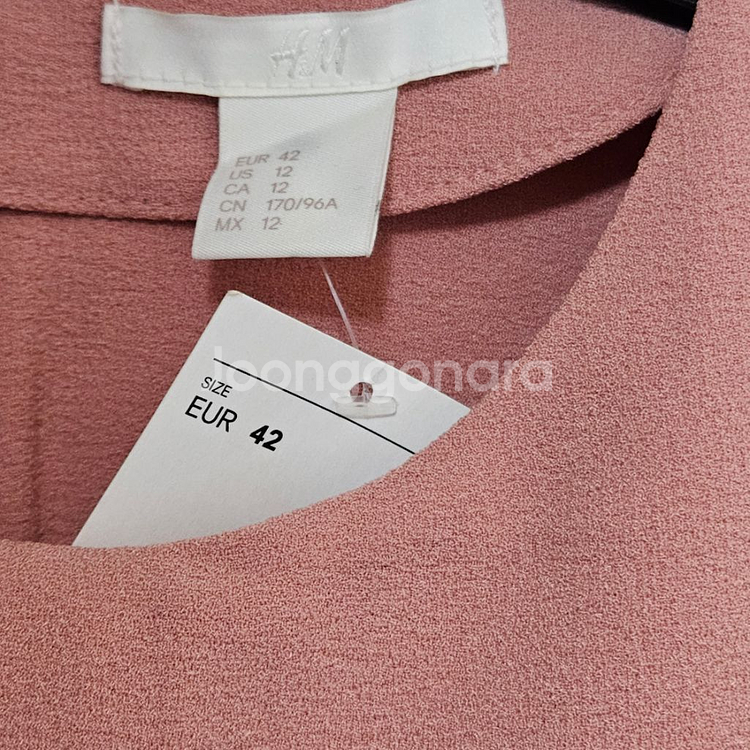 H&M
EUR 42
US 12
CA 12
CN 170/96A
MX 12
joonggonara
SIZE
EUR 42